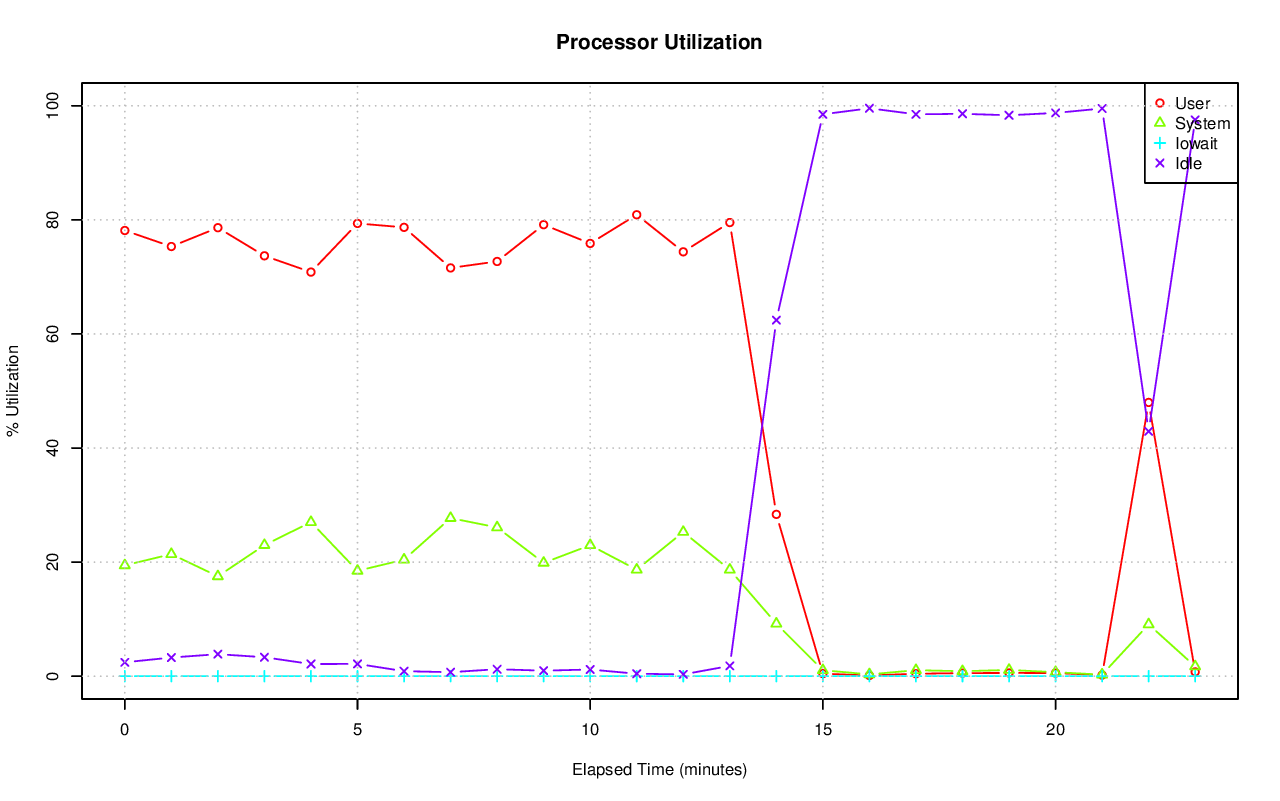 Processor Utilization
% Utilization
100
80
60
40
20
0
User
System
Iowait
Idle
0 5 10 15 20
Elapsed Time (minutes)